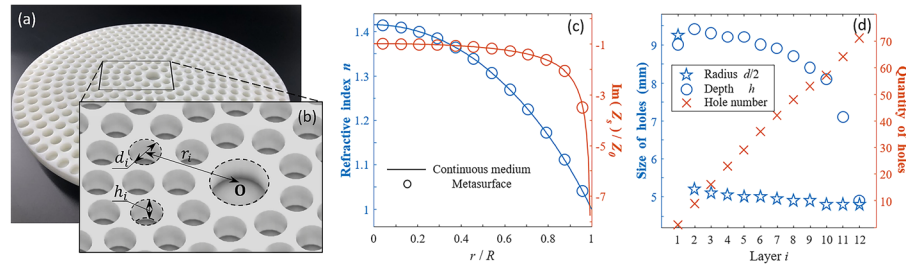 (a)
(b)
d_i
r_i
h_i
O
(c)
Refractive Index n
1.4
1.3
1.2
1.1
1
Continuous medium
Metasurface
0
0.2
0.4
0.6
0.8
1
r / R
-1
-3
-5
-7
Im ( Z_s ) / Z_0
(d)
Size of holes (mm)
9
8
7
6
5
Radius d/2
Depth h
Hole number
1 2 3 4 5 6 7 8 9 10 11 12
Layer i
70
60
50
40
30
20
10
Quantity of holes